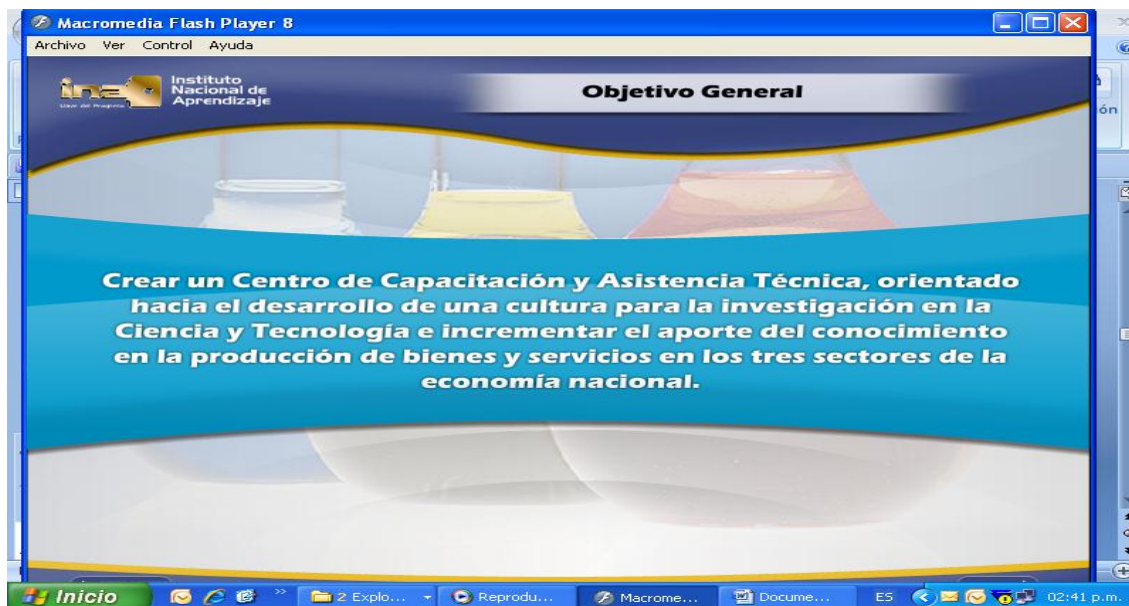 Macromedia Flash Player 8
Archivo Ver Control Ayuda
ina
Instituto
Nacional de
Aprendizaje
Objetivo General
ón
Crear un Centro de Capacitación y Asistencia Técnica, orientado
hacia el desarrollo de una cultura para la investigación en la
Ciencia y Tecnología e incrementar el aporte del conocimiento
en la producción de bienes y servicios en los tres sectores de la
economía nacional.
Inicio
2 Explo...
Reprodu...
Macrome...
Docume...
ES
02:41 p.m.